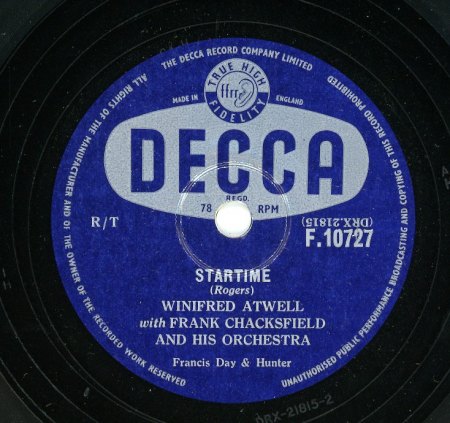 THE DECCA RECORD COMPANY LIMITED
ALL RIGHTS OF THE MANUFACTURER AND OF THE OWNER OF THE RECORDED WORK RESERVED
UNAUTHORISED PUBLIC PERFORMANCE BROADCASTING AND COPYING OF THIS RECORD PROHIBITED
TRUE HIGH
ffrr
FIDELITY
MADE IN ENGLAND
DECCA
REGD.
78 RPM
R/T
(DRX.21815)
F.10727
STARTIME
(Rogers)
WINIFRED ATWELL
with FRANK CHACKSFIELD
AND HIS ORCHESTRA
Francis Day & Hunter
DRX-21815-2